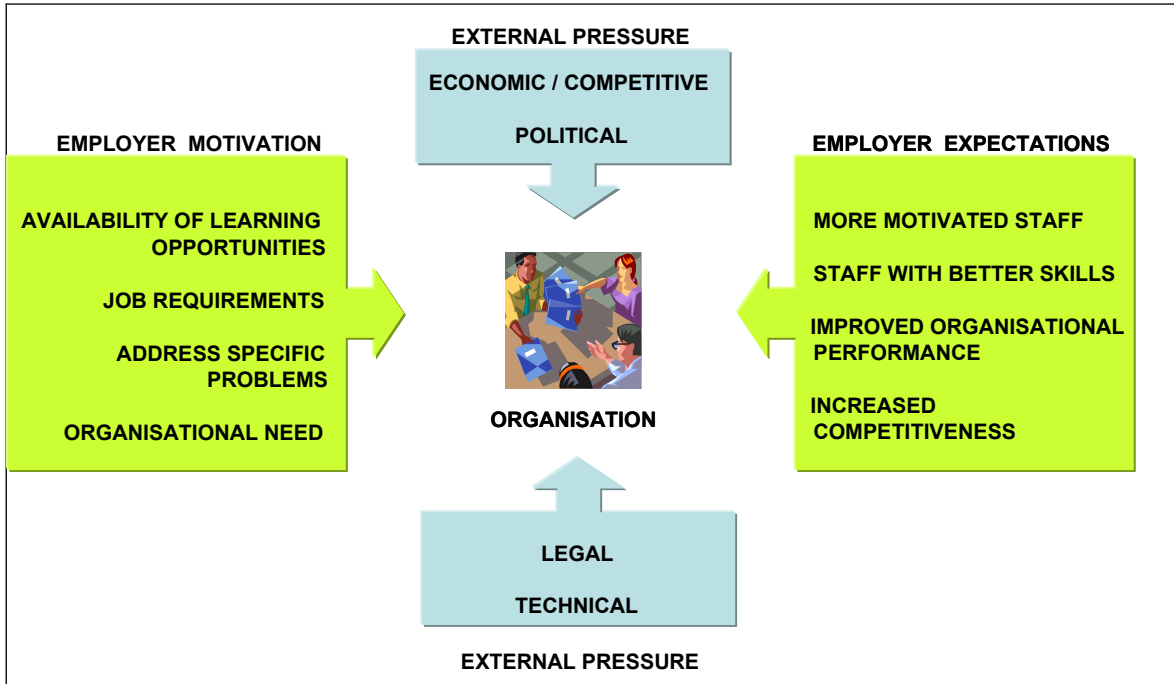 EXTERNAL PRESSURE
ECONOMIC / COMPETITIVE
POLITICAL
EMPLOYER MOTIVATION
AVAILABILITY OF LEARNING
OPPORTUNITIES
JOB REQUIREMENTS
ADDRESS SPECIFIC
PROBLEMS
ORGANISATIONAL NEED
ORGANISATION
EMPLOYER EXPECTATIONS
MORE MOTIVATED STAFF
STAFF WITH BETTER SKILLS
IMPROVED ORGANISATIONAL
PERFORMANCE
INCREASED
COMPETITIVENESS
LEGAL
TECHNICAL
EXTERNAL PRESSURE